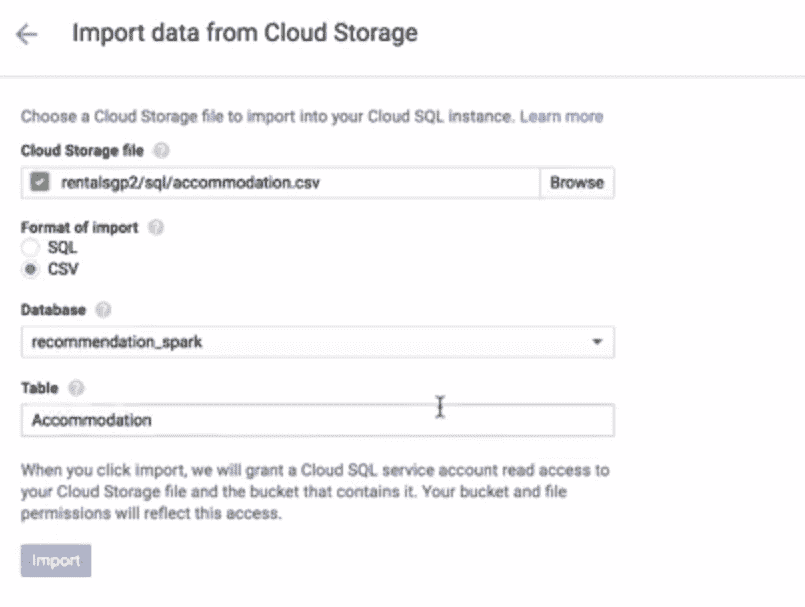 Import data from Cloud Storage
Choose a Cloud Storage file to import into your Cloud SQL instance. Learn more
Cloud Storage file
rentalsgp2/sql/accommodation.csv Browse
Format of import
SQL
CSV
Database
recommendation_spark
Table
Accommodation
When you click import, we will grant a Cloud SQL service account read access to
your Cloud Storage file and the bucket that contains it. Your bucket and file
permissions will reflect this access.
Import